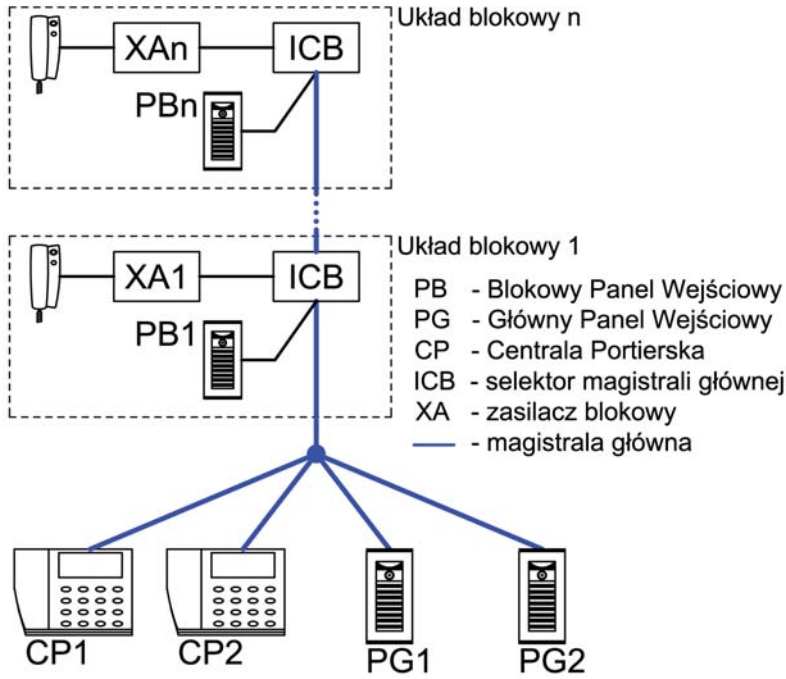 Układ blokowy n
XAn
ICB
PBn
Układ blokowy 1
XA1
ICB
PB1
PB - Blokowy Panel Wejściowy
PG - Główny Panel Wejściowy
CP - Centrala Portierska
ICB - selektor magistrali głównej
XA - zasilacz blokowy
- magistrala główna
CP1
CP2
PG1
PG2